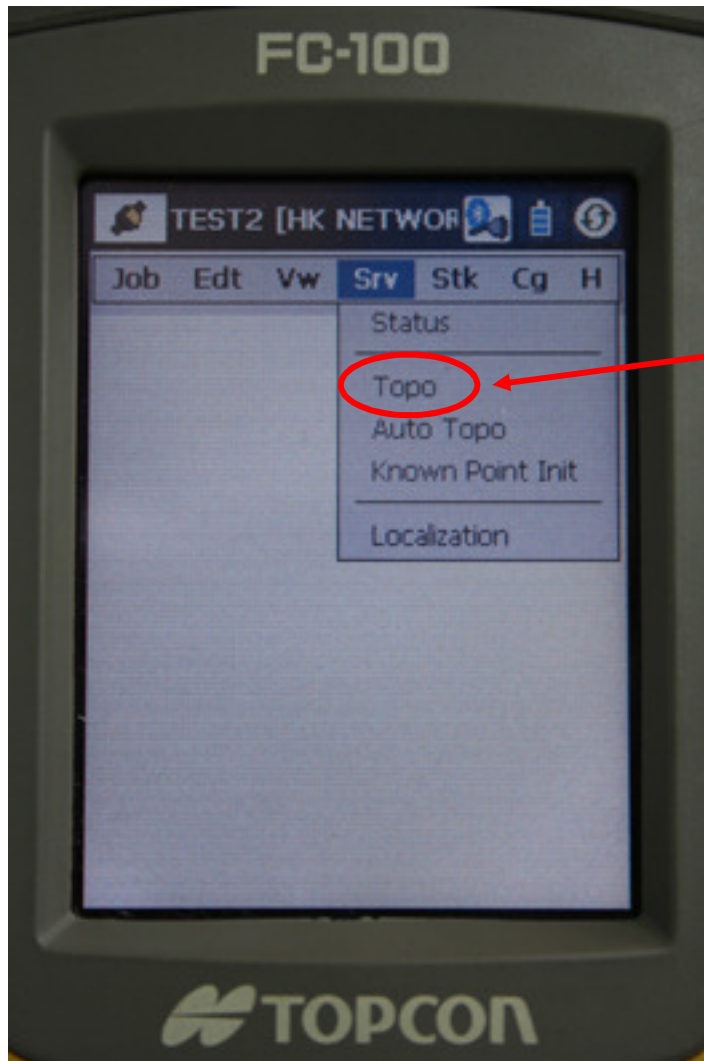 FC-100
TEST2 [HK NETWOR
Job Edt Vw Srv Stk Cg H
Status
Topo
Auto Topo
Known Point Init
Localization
TOPCON